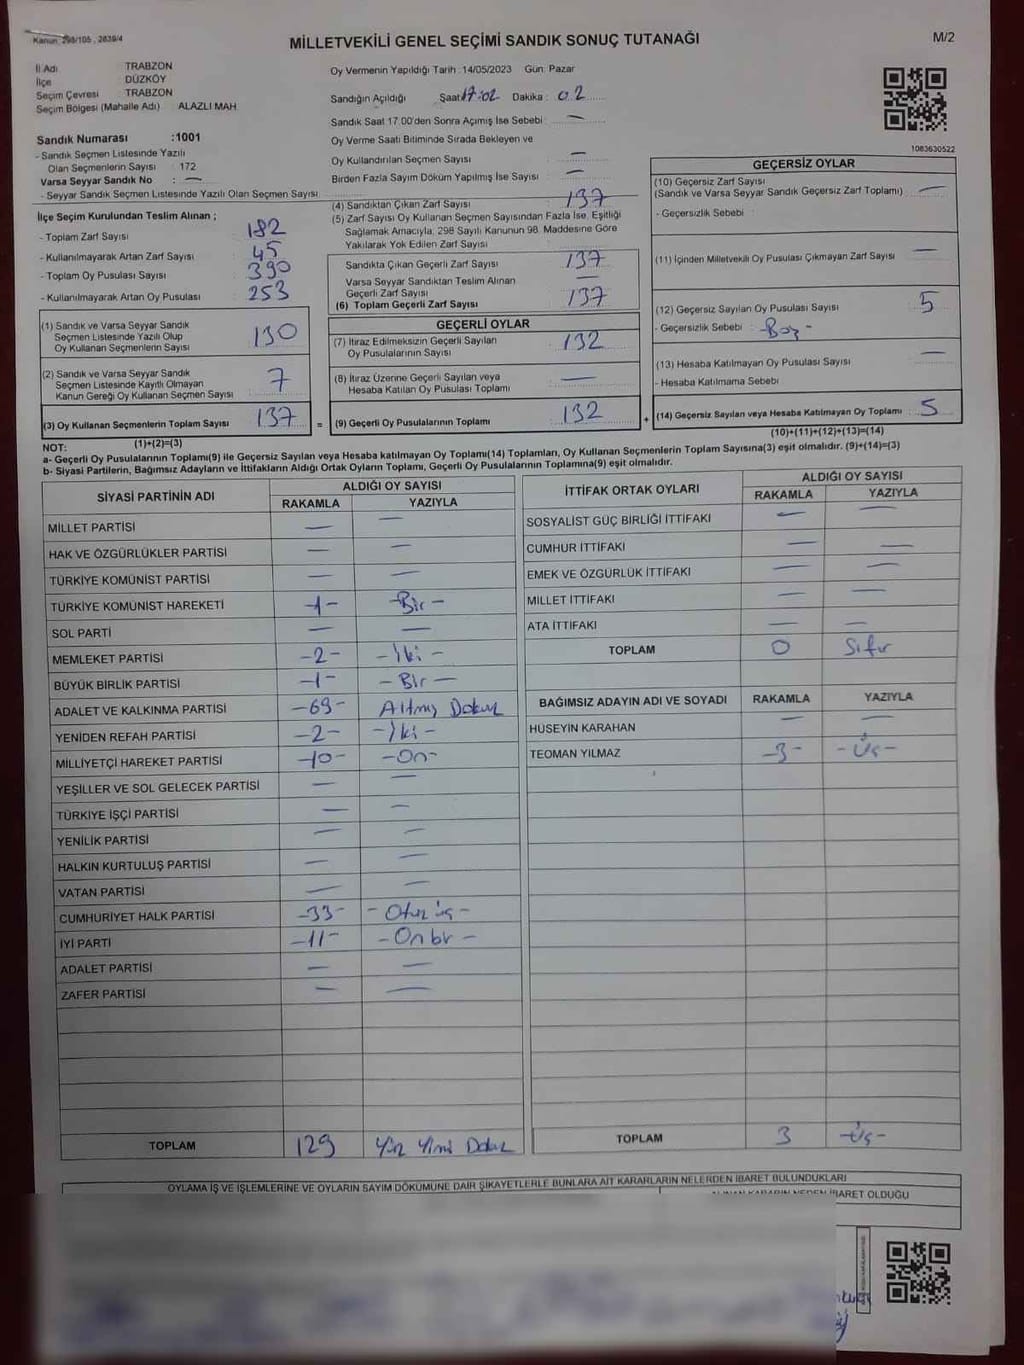 Kanun: 298/105, 2839/4
MİLLETVEKİLİ GENEL SEÇİMİ SANDIK SONUÇ TUTANAĞI
M/2
İl Adı TRABZON
İlçe DÜZKÖY
Seçim Çevresi TRABZON
Seçim Bölgesi (Mahalle Adı) ALAZLI MAH
Oy Vermenin Yapıldığı Tarih : 14/05/2023 Gün: Pazar
Sandığın Açıldığı Saat 17:02 Dakika : 02
Sandık Saat 17.00'den Sonra Açılmış İse Sebebi : —
Oy Verme Saati Bitiminde Sırada Bekleyen ve
Oy Kullandırılan Seçmen Sayısı —
Birden Fazla Sayım Döküm Yapılmış İse Sayısı : —
Sandık Numarası :1001
- Sandık Seçmen Listesinde Yazılı
Olan Seçmenlerin Sayısı : 172
Varsa Seyyar Sandık No : —
- Seyyar Sandık Seçmen Listesinde Yazılı Olan Seçmen Sayısı
1083630522
İlçe Seçim Kurulundan Teslim Alınan ;
- Toplam Zarf Sayısı : 182
- Kullanılmayarak Artan Zarf Sayısı : 45
- Toplam Oy Pusulası Sayısı : 390
- Kullanılmayarak Artan Oy Pusulası : 253
(1) Sandık ve Varsa Seyyar Sandık
Seçmen Listesinde Yazılı Olup
Oy Kullanan Seçmenlerin Sayısı 130
(2) Sandık ve Varsa Seyyar Sandık
Seçmen Listesinde Kayıtlı Olmayan
Kanun Gereği Oy Kullanan Seçmen Sayısı 7
(3) Oy Kullanan Seçmenlerin Toplam Sayısı 137
(1)+(2)=(3)
(4) Sandıktan Çıkan Zarf Sayısı 137
(5) Zarf Sayısı Oy Kullanan Seçmen Sayısından Fazla İse, Eşitliği
Sağlamak Amacıyla, 298 Sayılı Kanunun 98. Maddesine Göre
Yakılarak Yok Edilen Zarf Sayısı
Sandıkta Çıkan Geçerli Zarf Sayısı 137
Varsa Seyyar Sandıktan Teslim Alınan
Geçerli Zarf Sayısı —
(6) Toplam Geçerli Zarf Sayısı 137
GEÇERLİ OYLAR
(7) İtiraz Edilmeksizin Geçerli Sayılan
Oy Pusulalarının Sayısı 132
(8) İtiraz Üzerine Geçerli Sayılan veya
Hesaba Katılan Oy Pusulası Toplamı —
= (9) Geçerli Oy Pusulalarının Toplamı 132
GEÇERSİZ OYLAR
(10) Geçersiz Zarf Sayısı
(Sandık ve Varsa Seyyar Sandık Geçersiz Zarf Toplamı) —
- Geçersizlik Sebebi :
(11) İçinden Milletvekili Oy Pusulası Çıkmayan Zarf Sayısı —
(12) Geçersiz Sayılan Oy Pusulası Sayısı 5
- Geçersizlik Sebebi : -Boş-
(13) Hesaba Katılmayan Oy Pusulası Sayısı —
- Hesaba Katılmama Sebebi
+ (14) Geçersiz Sayılan veya Hesaba Katılmayan Oy Toplamı : 5
(10)+(11)+(12)+(13)=(14)
NOT:
a- Geçerli Oy Pusulalarının Toplamı(9) ile Geçersiz Sayılan veya Hesaba katılmayan Oy Toplamı(14) Toplamları, Oy Kullanan Seçmenlerin Toplam Sayısına(3) eşit olmalıdır. (9)+(14)=(3)
b- Siyasi Partilerin, Bağımsız Adayların ve İttifakların Aldığı Ortak Oyların Toplamı, Geçerli Oy Pusulalarının Toplamına(9) eşit olmalıdır.
SİYASİ PARTİNİN ADI ALDIĞI OY SAYISI
RAKAMLA YAZIYLA
MİLLET PARTİSİ — —
HAK VE ÖZGÜRLÜKLER PARTİSİ — —
TÜRKİYE KOMÜNİST PARTİSİ — —
TÜRKİYE KOMÜNİST HAREKETİ -1- -Bir-
SOL PARTİ — —
MEMLEKET PARTİSİ -2- -İki-
BÜYÜK BİRLİK PARTİSİ -1- -Bir-
ADALET VE KALKINMA PARTİSİ -69- Altmış Dokuz
YENİDEN REFAH PARTİSİ -2- -İki-
MİLLİYETÇİ HAREKET PARTİSİ -10- -On-
YEŞİLLER VE SOL GELECEK PARTİSİ — —
TÜRKİYE İŞÇİ PARTİSİ — —
YENİLİK PARTİSİ — —
HALKIN KURTULUŞ PARTİSİ — —
VATAN PARTİSİ — —
CUMHURİYET HALK PARTİSİ -33- -Otuz üç-
İYİ PARTİ -11- -Onbir-
ADALET PARTİSİ — —
ZAFER PARTİSİ — —
TOPLAM 129 Yüz Yirmi Dokuz
İTTİFAK ORTAK OYLARI ALDIĞI OY SAYISI
RAKAMLA YAZIYLA
SOSYALİST GÜÇ BİRLİĞİ İTTİFAKI — —
CUMHUR İTTİFAKI — —
EMEK VE ÖZGÜRLÜK İTTİFAKI — —
MİLLET İTTİFAKI — —
ATA İTTİFAKI — —
TOPLAM 0 Sıfır
BAĞIMSIZ ADAYIN ADI VE SOYADI RAKAMLA YAZIYLA
HÜSEYİN KARAHAN — —
TEOMAN YILMAZ -3- -Üç-
TOPLAM 3 -Üç-
OYLAMA İŞ VE İŞLEMLERİNE VE OYLARIN SAYIM DÖKÜMÜNE DAİR ŞİKAYETLERLE BUNLARA AİT KARARLARIN NELERDEN İBARET BULUNDUKLARI
ALINAN KARARIN NEDEN İBARET OLDUĞU